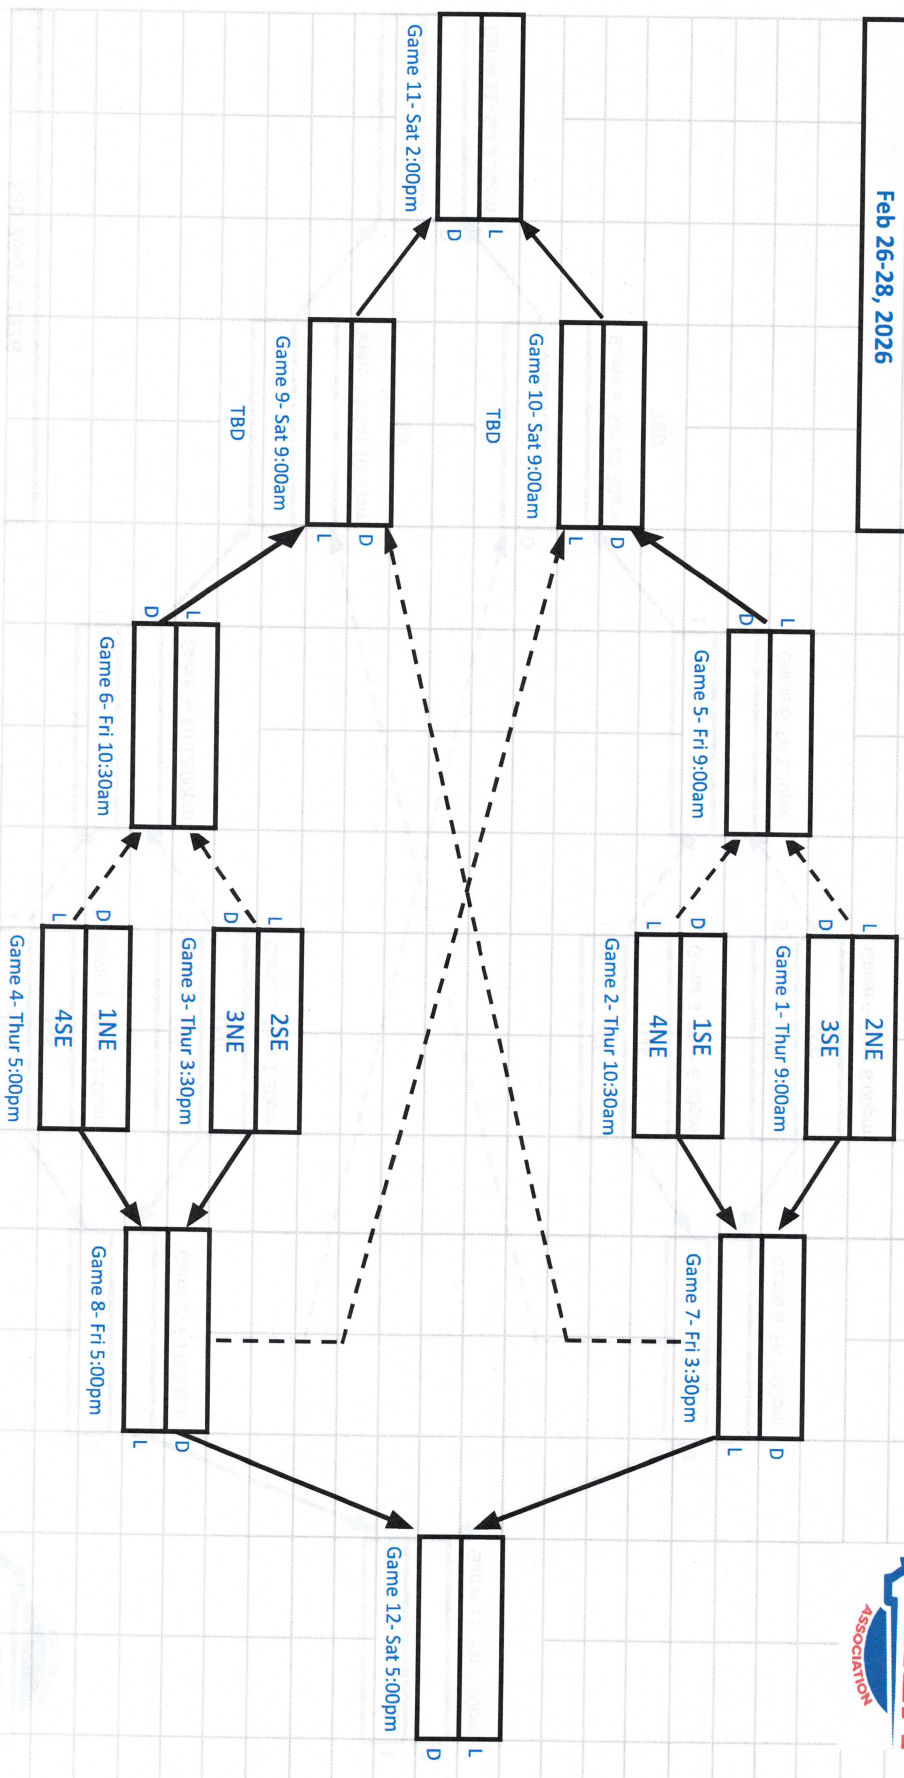 Feb 26-28, 2026
ASSOCIATION
L
2NE
D
3SE
Game 1- Thur 9:00am
D
1SE
L
4NE
Game 2- Thur 10:30am
L
2SE
D
3NE
Game 3- Thur 3:30pm
D
1NE
L
4SE
Game 4- Thur 5:00pm
L
D
Game 5- Fri 9:00am
L
D
Game 6- Fri 10:30am
D
L
Game 7- Fri 3:30pm
D
L
Game 8- Fri 5:00pm
D
L
Game 10- Sat 9:00am
TBD
D
L
Game 9- Sat 9:00am
TBD
L
D
Game 11- Sat 2:00pm
L
D
Game 12- Sat 5:00pm